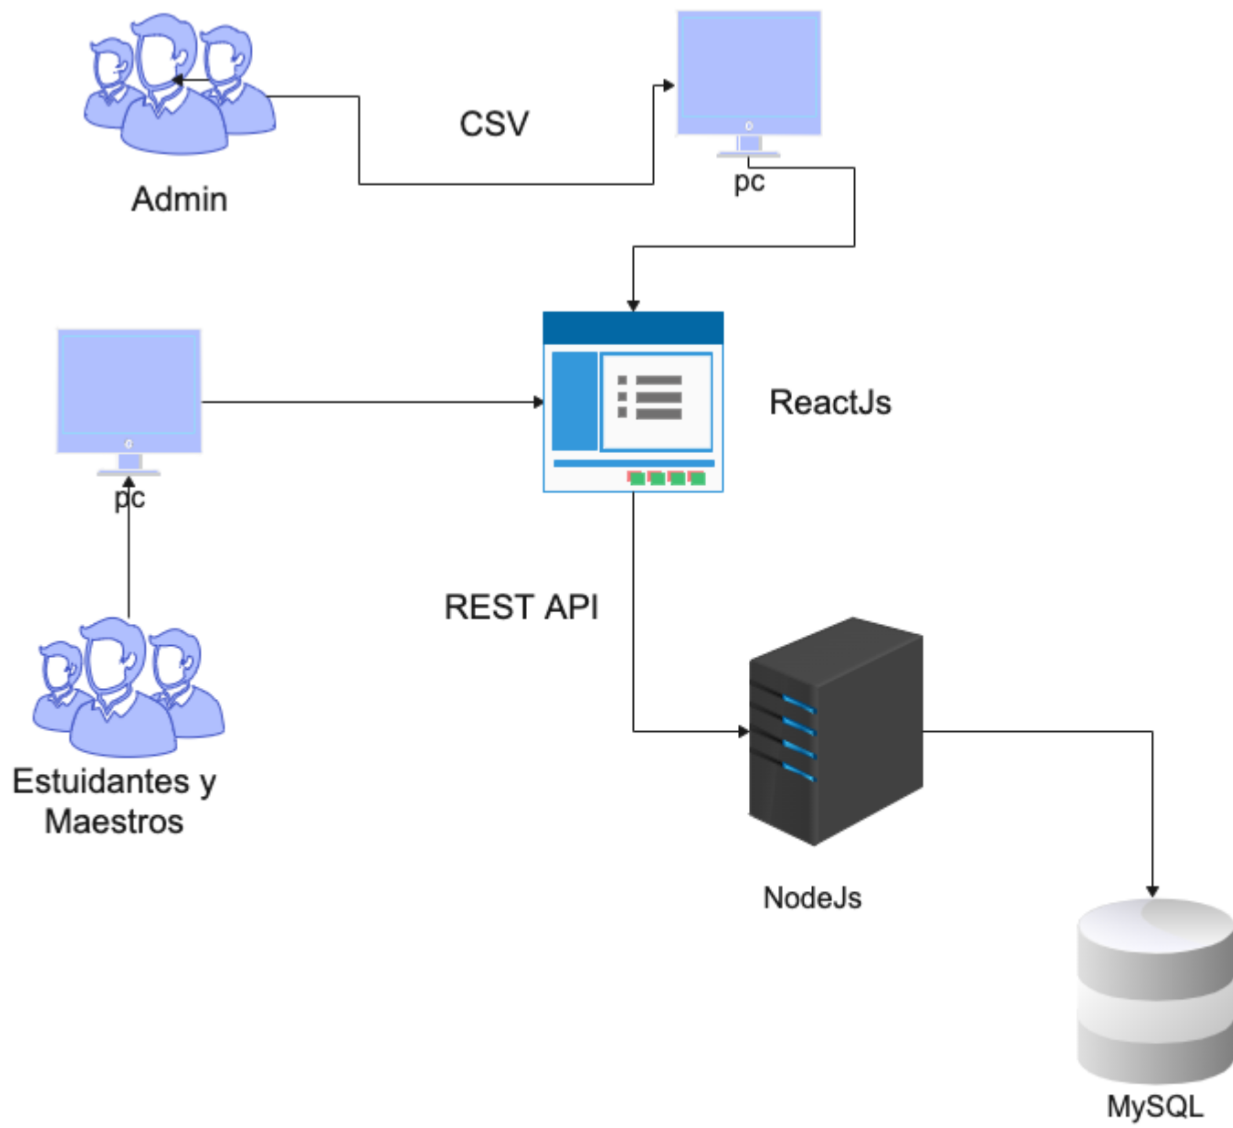 CSV
Admin
pc
ReactJs
pc
REST API
Estuidantes y
Maestros
NodeJs
MySQL